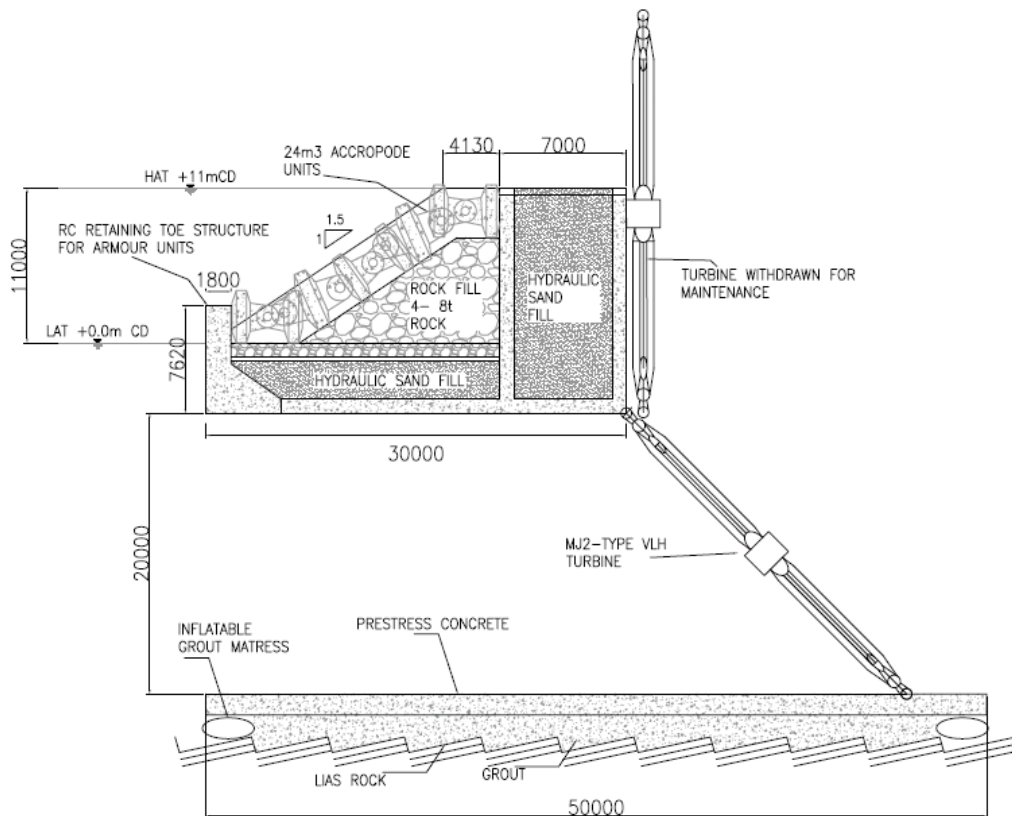 4130
7000
24m3 ACCROPODE
UNITS
HAT +11mCD
1.5
1
RC RETAINING TOE STRUCTURE
FOR ARMOUR UNITS
11000
1800
ROCK FILL
4- 8t
ROCK
HYDRAULIC
SAND
FILL
TURBINE WITHDRAWN FOR
MAINTENANCE
LAT +0.0m CD
7620
HYDRAULIC SAND FILL
30000
20000
MJ2-TYPE VLH
TURBINE
INFLATABLE
GROUT MATRESS
PRESTRESS CONCRETE
LIAS ROCK
GROUT
50000